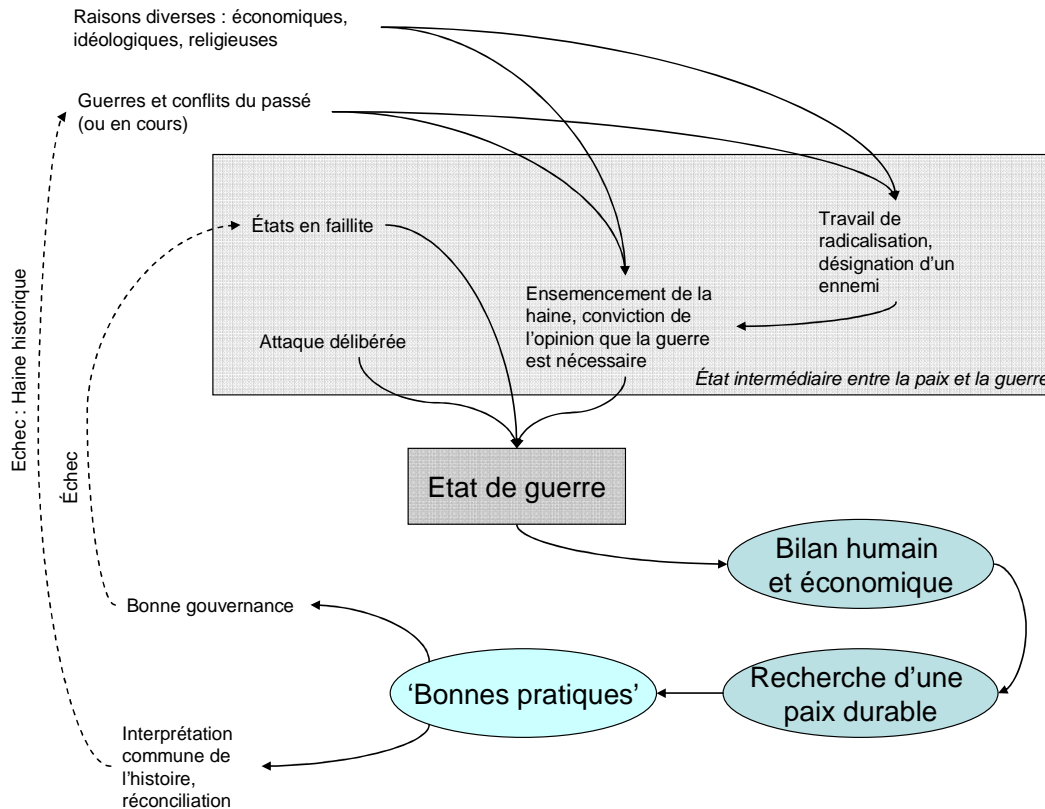 Raisons diverses : économiques,
idéologiques, religieuses
Guerres et conflits du passé
(ou en cours)
États en faillite
Travail de
radicalisation,
désignation d’un
ennemi
Ensemencement de la
haine, conviction de
l’opinion que la guerre
est nécessaire
Attaque délibérée
État intermédiaire entre la paix et la guerre
Echec : Haine historique
Échec
Etat de guerre
Bilan humain
et économique
Bonne gouvernance
‘Bonnes pratiques’
Recherche d’une
paix durable
Interprétation
commune de
l’histoire,
réconciliation